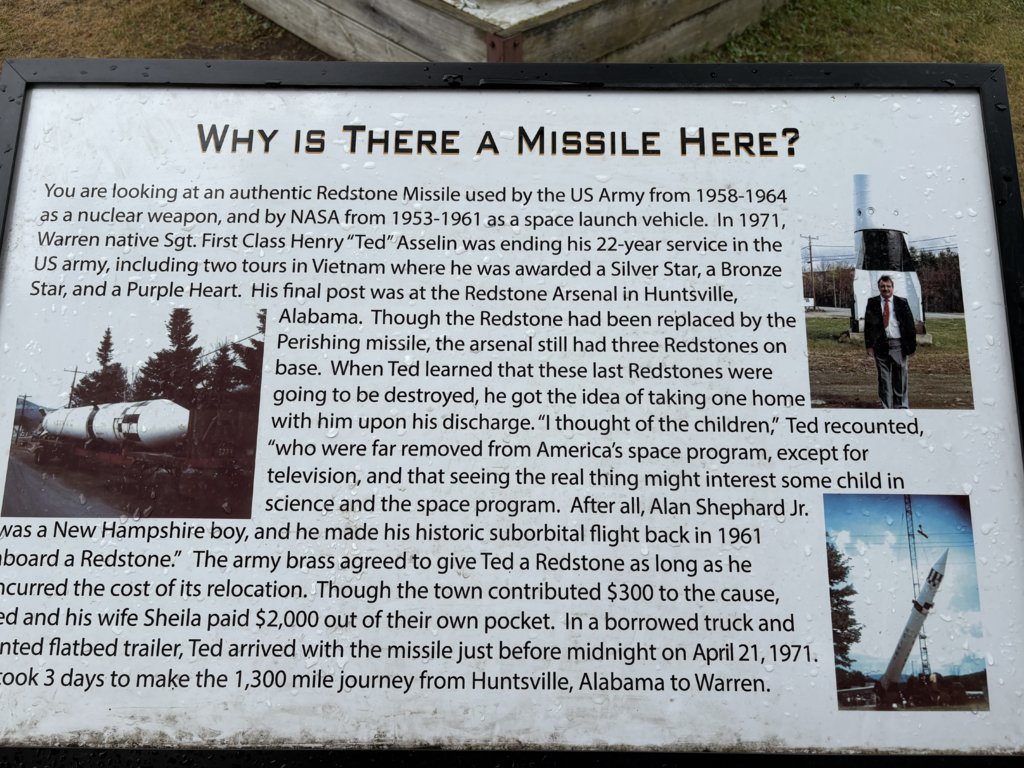 WHY IS THERE A MISSILE HERE?
You are looking at an authentic Redstone Missile used by the US Army from 1958-1964
as a nuclear weapon, and by NASA from 1953-1961 as a space launch vehicle. In 1971,
Warren native Sgt. First Class Henry "Ted" Asselin was ending his 22-year service in the
US army, including two tours in Vietnam where he was awarded a Silver Star, a Bronze
Star, and a Purple Heart. His final post was at the Redstone Arsenal in Huntsville,
Alabama. Though the Redstone had been replaced by the
Perishing missile, the arsenal still had three Redstones on
base. When Ted learned that these last Redstones were
going to be destroyed, he got the idea of taking one home
with him upon his discharge. "I thought of the children," Ted recounted,
"who were far removed from America's space program, except for
television, and that seeing the real thing might interest some child in
science and the space program. After all, Alan Shephard Jr.
was a New Hampshire boy, and he made his historic suborbital flight back in 1961
aboard a Redstone." The army brass agreed to give Ted a Redstone as long as he
ncurred the cost of its relocation. Though the town contributed $300 to the cause,
ed and his wife Sheila paid $2,000 out of their own pocket. In a borrowed truck and
nted flatbed trailer, Ted arrived with the missile just before midnight on April 21, 1971.
took 3 days to make the 1,300 mile journey from Huntsville, Alabama to Warren.